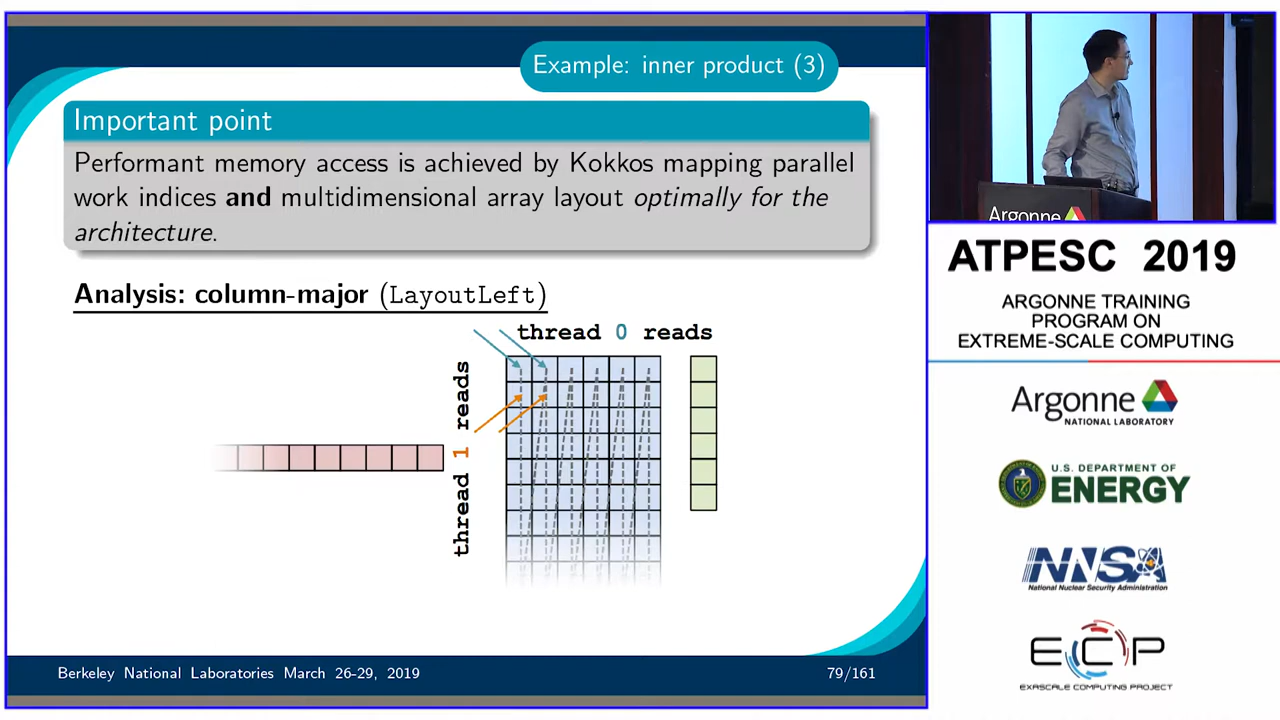 Example: inner product (3)
Important point
Performant memory access is achieved by Kokkos mapping parallel
work indices and multidimensional array layout optimally for the
architecture.
Analysis: column-major (LayoutLeft)
thread 0 reads
thread 1 reads
Berkeley National Laboratories March 26-29, 2019
79/161
Argonne
ATPESC 2019
ARGONNE TRAINING
PROGRAM ON
EXTREME-SCALE COMPUTING
Argonne
NATIONAL LABORATORY
U.S. DEPARTMENT OF
ENERGY
NNSA
National Nuclear Security Administration
ECP
EXASCALE COMPUTING PROJECT